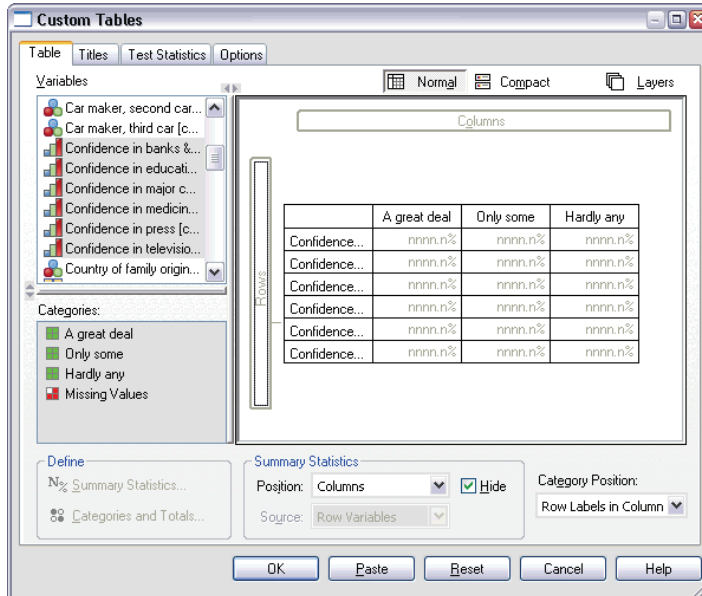 Custom Tables
Table Titles Test Statistics Options
Variables
Normal Compact Layers
Car maker, second car...
Car maker, third car [c...
Confidence in banks &...
Confidence in educati...
Confidence in major c...
Confidence in medicin...
Confidence in press [c...
Confidence in televisio...
Country of family origin...
Categories:
A great deal
Only some
Hardly any
Missing Values
Columns
Rows
A great deal Only some Hardly any
Confidence... nnnn.n% nnnn.n% nnnn.n%
Confidence... nnnn.n% nnnn.n% nnnn.n%
Confidence... nnnn.n% nnnn.n% nnnn.n%
Confidence... nnnn.n% nnnn.n% nnnn.n%
Confidence... nnnn.n% nnnn.n% nnnn.n%
Confidence... nnnn.n% nnnn.n% nnnn.n%
Define
N% Summary Statistics...
Categories and Totals...
Summary Statistics
Position: Columns Hide
Source: Row Variables
Category Position:
Row Labels in Column
OK Paste Reset Cancel Help